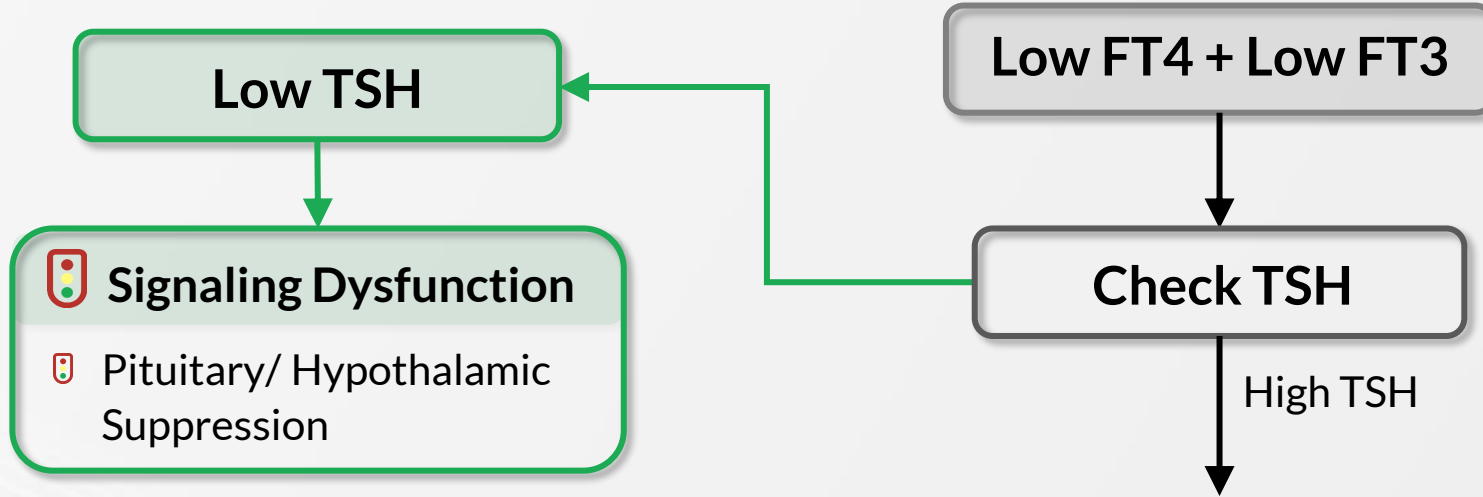 Low FT4 + Low FT3
Low TSH
Check TSH
Signaling Dysfunction
Pituitary/ Hypothalamic
Suppression
High TSH